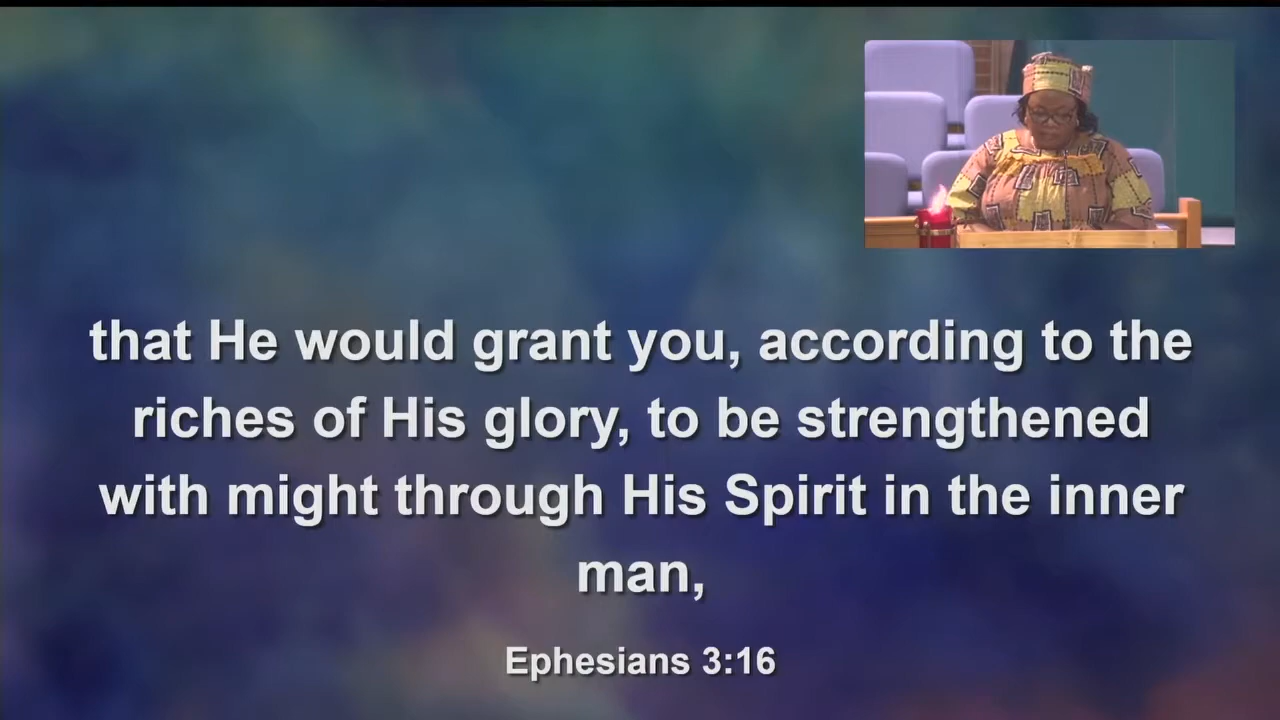 that He would grant you, according to the
riches of His glory, to be strengthened
with might through His Spirit in the inner
man,
Ephesians 3:16